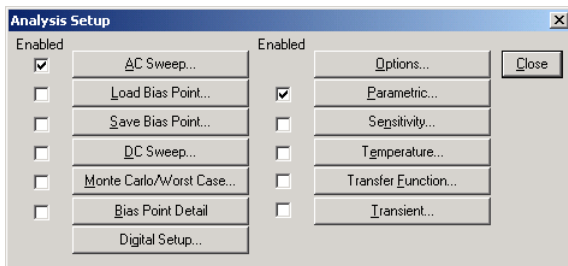 Analysis Setup
Enabled Enabled
AC Sweep... Options... Close
Load Bias Point... Parametric...
Save Bias Point... Sensitivity...
DC Sweep... Temperature...
Monte Carlo/Worst Case... Transfer Function...
Bias Point Detail Transient...
Digital Setup...